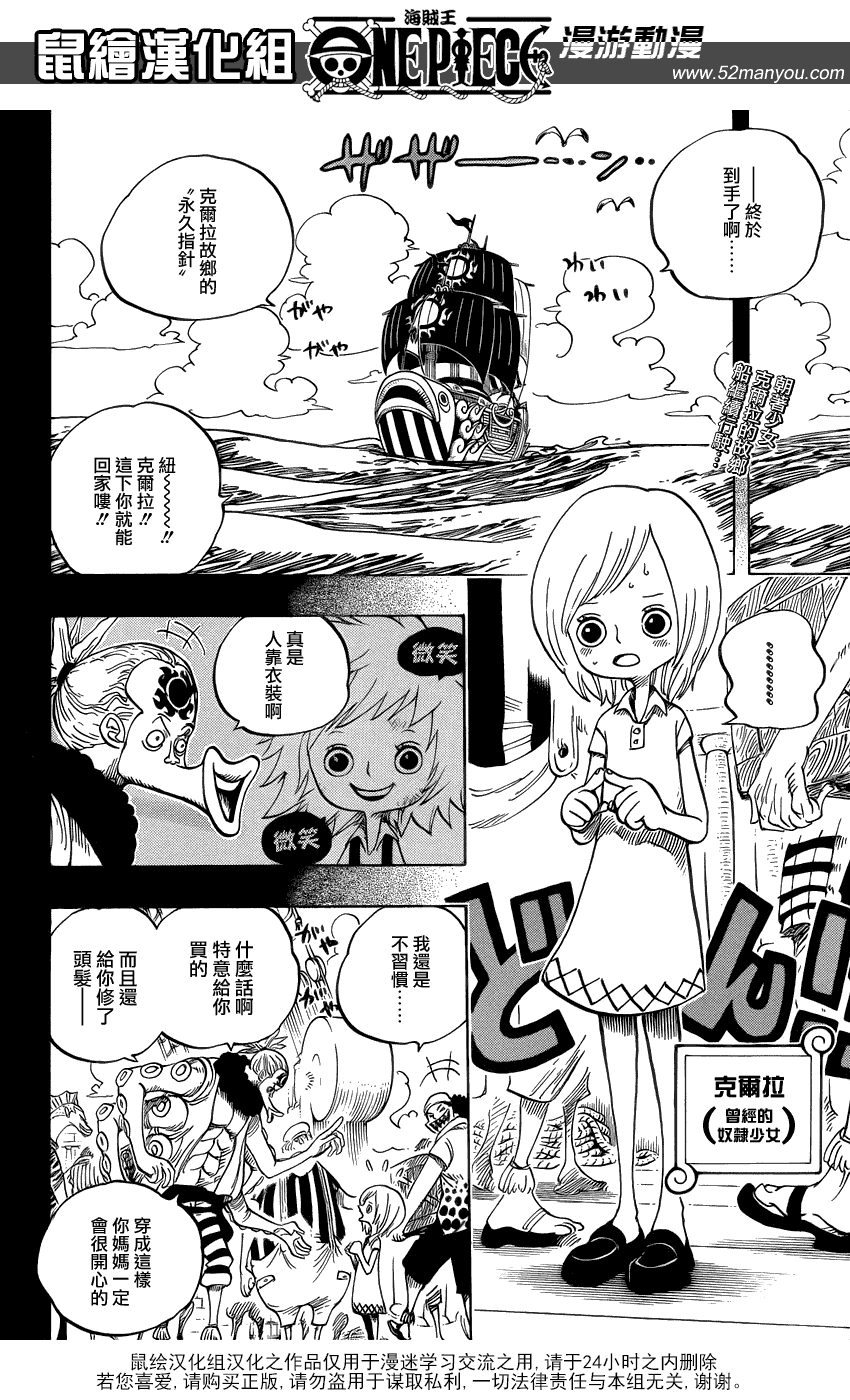 鼠繪漢化組
海賊王
ONE PIECE
漫游動漫
www.52manyou.com
——終於
到手了啊……
克爾拉故鄉的
〝永久指針〞
ザザーーン…
わい
わい
がや
がや
朝著少女
克爾拉的故鄉
船繼續行駛…
紐~~~~!!
克爾拉!!
這下你就能
回家嘍!!
…………
真是
人靠衣裝啊
微笑
微笑
どん!!
克爾拉
(曾經的
奴隸少女)
我還是
不習慣……
什麼話啊
特意給你
買的
而且還
給你修了
頭髮——
穿成這樣
你媽媽一定
會很開心的
鼠绘汉化组汉化之作品仅用于漫迷学习交流之用,请于24小时之内删除
若您喜爱,请购买正版,请勿盗用于谋取私利,一切法律责任与本组无关,谢谢。